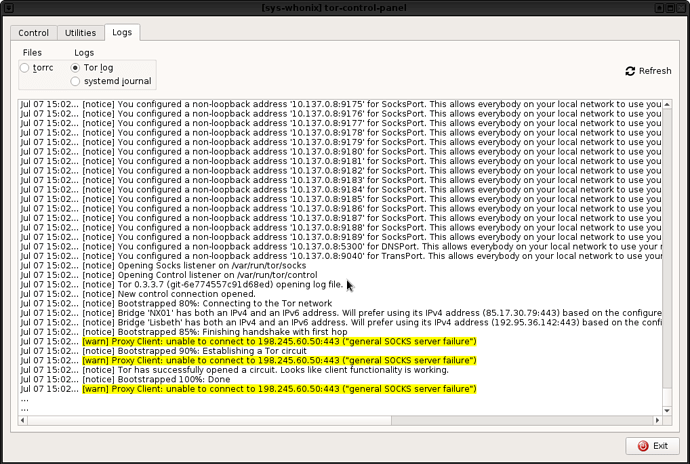 [sys-whonix] tor-control-panel
Control Utilities Logs
Files Logs
torrc Tor log
systemd journal
Refresh
Jul 07 15:02... [notice] You configured a non-loopback address '10.137.0.8:9175' for SocksPort. This allows everybody on your local network to use you
Jul 07 15:02... [notice] You configured a non-loopback address '10.137.0.8:9176' for SocksPort. This allows everybody on your local network to use you
Jul 07 15:02... [notice] You configured a non-loopback address '10.137.0.8:9177' for SocksPort. This allows everybody on your local network to use you
Jul 07 15:02... [notice] You configured a non-loopback address '10.137.0.8:9178' for SocksPort. This allows everybody on your local network to use you
Jul 07 15:02... [notice] You configured a non-loopback address '10.137.0.8:9179' for SocksPort. This allows everybody on your local network to use you
Jul 07 15:02... [notice] You configured a non-loopback address '10.137.0.8:9180' for SocksPort. This allows everybody on your local network to use you
Jul 07 15:02... [notice] You configured a non-loopback address '10.137.0.8:9181' for SocksPort. This allows everybody on your local network to use you
Jul 07 15:02... [notice] You configured a non-loopback address '10.137.0.8:9182' for SocksPort. This allows everybody on your local network to use you
Jul 07 15:02... [notice] You configured a non-loopback address '10.137.0.8:9183' for SocksPort. This allows everybody on your local network to use you
Jul 07 15:02... [notice] You configured a non-loopback address '10.137.0.8:9184' for SocksPort. This allows everybody on your local network to use you
Jul 07 15:02... [notice] You configured a non-loopback address '10.137.0.8:9185' for SocksPort. This allows everybody on your local network to use you
Jul 07 15:02... [notice] You configured a non-loopback address '10.137.0.8:9186' for SocksPort. This allows everybody on your local network to use you
Jul 07 15:02... [notice] You configured a non-loopback address '10.137.0.8:9187' for SocksPort. This allows everybody on your local network to use you
Jul 07 15:02... [notice] You configured a non-loopback address '10.137.0.8:9188' for SocksPort. This allows everybody on your local network to use you
Jul 07 15:02... [notice] You configured a non-loopback address '10.137.0.8:9189' for SocksPort. This allows everybody on your local network to use you
Jul 07 15:02... [notice] You configured a non-loopback address '10.137.0.8:5300' for DNSPort. This allows everybody on your local network to use your r
Jul 07 15:02... [notice] You configured a non-loopback address '10.137.0.8:9040' for TransPort. This allows everybody on your local network to use you
Jul 07 15:02... [notice] Opening Socks listener on /var/run/tor/socks
Jul 07 15:02... [notice] Opening Control listener on /var/run/tor/control
Jul 07 15:02... [notice] Tor 0.3.3.7 (git-6e774557c91d68ed) opening log file.
Jul 07 15:02... [notice] New control connection opened.
Jul 07 15:02... [notice] Bootstrapped 80%: Connecting to the Tor network
Jul 07 15:02... [notice] Bridge 'NX01' has both an IPv4 and an IPv6 address. Will prefer using its IPv4 address (85.17.30.79:443) based on the configure
Jul 07 15:02... [notice] Bridge 'Lisbeth' has both an IPv4 and an IPv6 address. Will prefer using its IPv4 address (192.95.36.142:443) based on the confi
Jul 07 15:02... [notice] Bootstrapped 85%: Finishing handshake with first hop
Jul 07 15:02... [warn] Proxy Client: unable to connect to 198.245.60.50:443 ("general SOCKS server failure")
Jul 07 15:02... [notice] Bootstrapped 90%: Establishing a Tor circuit
Jul 07 15:02... [warn] Proxy Client: unable to connect to 198.245.60.50:443 ("general SOCKS server failure")
Jul 07 15:02... [notice] Tor has successfully opened a circuit. Looks like client functionality is working.
Jul 07 15:02... [notice] Bootstrapped 100%: Done
Jul 07 15:02... [warn] Proxy Client: unable to connect to 198.245.60.50:443 ("general SOCKS server failure")
...
...
Exit